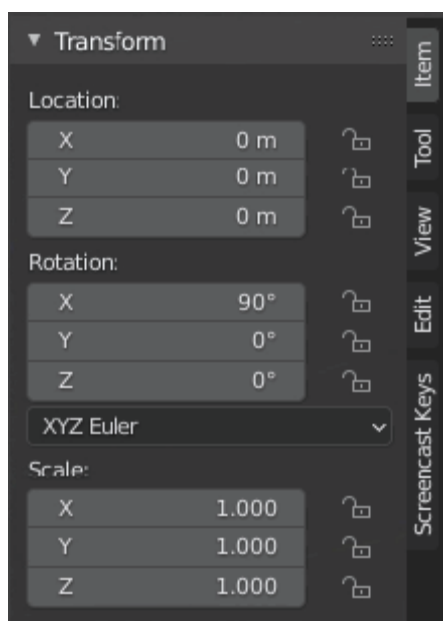 Transform
Location:
X 0 m
Y 0 m
Z 0 m
Rotation:
X 90°
Y 0°
Z 0°
XYZ Euler
Scale:
X 1.000
Y 1.000
Z 1.000
Item
Tool
View
Edit
Screencast Keys